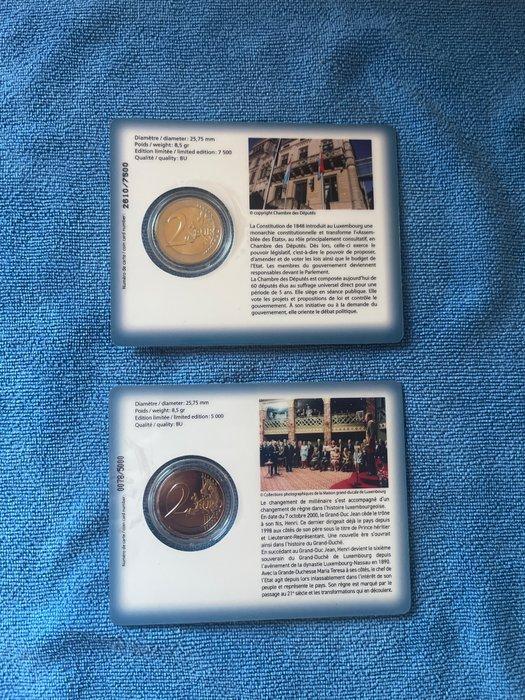 Diamètre / diameter: 25,75 mm
Poids / weight: 8,5 gr
Edition limitée / limited edition: 7 500
Qualité / quality: BU
Numéro de carte / coin card number:
2610/7500
2 EURO
© copyright Chambre des Députés
La Constitution de 1848 introduit au Luxembourg une
monarchie constitutionnelle et transforme l'«Assem-
blée des États», au rôle principalement consultatif, en
Chambre des Députés. Dès lors, celle-ci exerce le
pouvoir législatif, c'est-à-dire le pouvoir de proposer,
d'amender et de voter les lois ainsi que le budget de
l'Etat. Les membres du gouvernement deviennent
responsables devant le Parlement.
La Chambre des Députés est composée aujourd'hui de
60 députés élus au suffrage universel direct pour une
période de 5 ans. Elle siège en séance publique. Elle
vote les projets et propositions de loi et contrôle le
gouvernement. À son initiative ou à la demande du
gouvernement, elle oriente le débat politique.
Diamètre / diameter: 25,75 mm
Poids / weight: 8,5 gr
Edition limitée / limited edition: 5 000
Qualité / quality: BU
Numéro de carte / coin card number:
/5000
2 EURO
© Collections photographiques de la Maison grand-ducale de Luxembourg
Le changement de millénaire s'est accompagné d'un
changement de règne dans l'histoire luxembourgeoise.
En date du 7 octobre 2000, le Grand-Duc Jean cède le trône
à son fils, Henri. Ce dernier dirigeait déjà le pays depuis
1998 aux côtés de son père sous le titre de Prince héritier
et Lieutenant-Représentant. Une nouvelle ère s'ouvrait
ainsi dans l'histoire du Grand-Duché.
En succédant au Grand-Duc Jean, Henri devient le sixième
souverain du Grand-Duché de Luxembourg depuis
l'avènement de la dynastie Luxembourg-Nassau en 1890.
Avec la Grande-Duchesse Maria Teresa à ses côtés, le chef de
l'Etat agit depuis lors inlassablement dans l'intérêt de son
peuple et représente le pays. Son règne est marqué par le
passage au 21e siècle et les transformations qui en découlent.